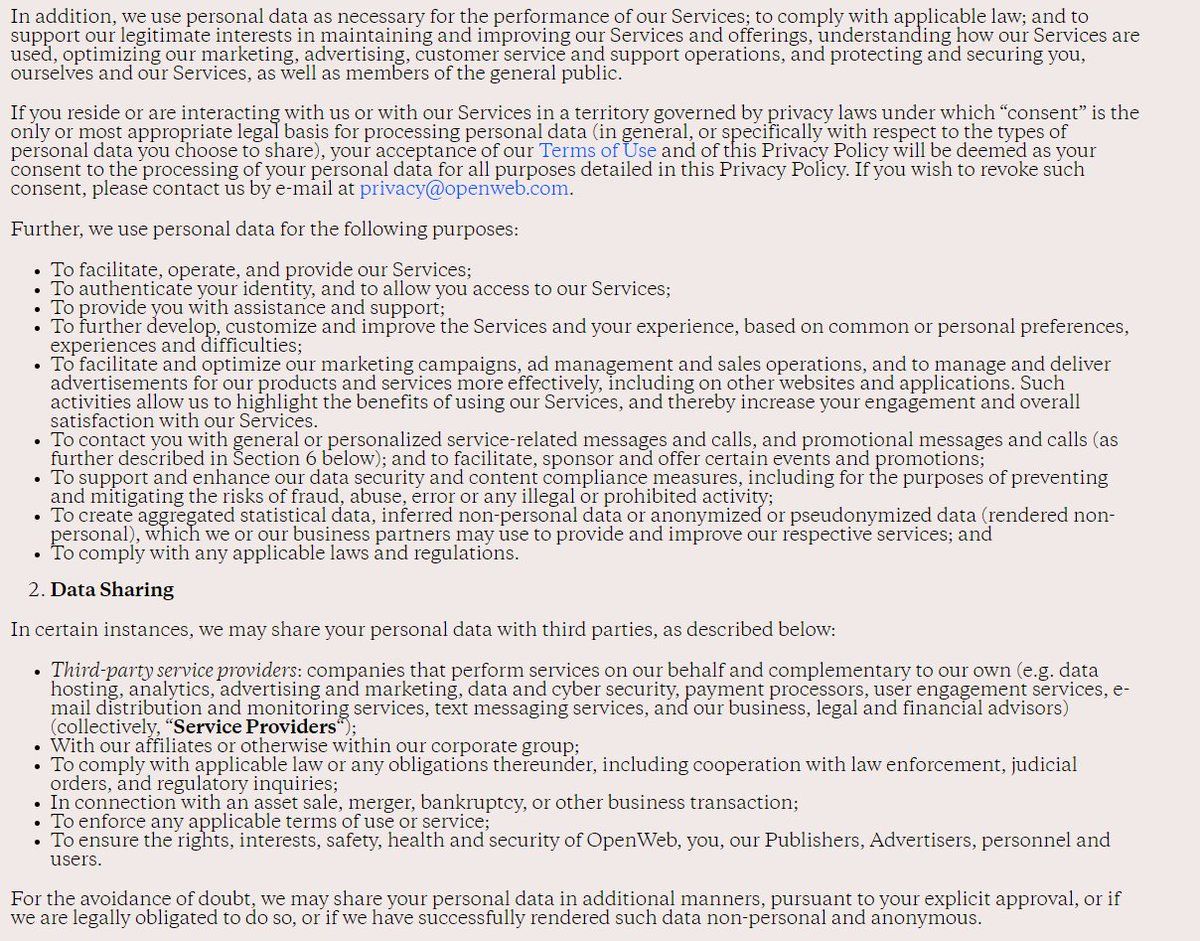 In addition, we use personal data as necessary for the performance of our Services; to comply with applicable law; and to
support our legitimate interests in maintaining and improving our Services and offerings, understanding how our Services are
used, optimizing our marketing, advertising, customer service and support operations, and protecting and securing you,
ourselves and our Services, as well as members of the general public.
If you reside or are interacting with us or with our Services in a territory governed by privacy laws under which “consent” is the
only or most appropriate legal basis for processing personal data (in general, or specifically with respect to the types of
personal data you choose to share), your acceptance of our Terms of Use and of this Privacy Policy will be deemed as your
consent to the processing of your personal data for all purposes detailed in this Privacy Policy. If you wish to revoke such
consent, please contact us by e-mail at privacy@openweb.com.
Further, we use personal data for the following purposes:
• To facilitate, operate, and provide our Services;
• To authenticate your identity, and to allow you access to our Services;
• To provide you with assistance and support;
• To further develop, customize and improve the Services and your experience, based on common or personal preferences,
experiences and difficulties;
• To facilitate and optimize our marketing campaigns, ad management and sales operations, and to manage and deliver
advertisements for our products and services more effectively, including on other websites and applications. Such
activities allow us to highlight the benefits of using our Services, and thereby increase your engagement and overall
satisfaction with our Services.
• To contact you with general or personalized service-related messages and calls, and promotional messages and calls (as
further described in Section 6 below); and to facilitate, sponsor and offer certain events and promotions;
• To support and enhance our data security and content compliance measures, including for the purposes of preventing
and mitigating the risks of fraud, abuse, error or any illegal or prohibited activity;
• To create aggregated statistical data, inferred non-personal data or anonymized or pseudonymized data (rendered non-
personal), which we or our business partners may use to provide and improve our respective services; and
• To comply with any applicable laws and regulations.
2. Data Sharing
In certain instances, we may share your personal data with third parties, as described below:
• Third-party service providers: companies that perform services on our behalf and complementary to our own (e.g. data
hosting, analytics, advertising and marketing, data and cyber security, payment processors, user engagement services, e-
mail distribution and monitoring services, text messaging services, and our business, legal and financial advisors)
(collectively, “Service Providers“);
• With our affiliates or otherwise within our corporate group;
• To comply with applicable law or any obligations thereunder, including cooperation with law enforcement, judicial
orders, and regulatory inquiries;
• In connection with an asset sale, merger, bankruptcy, or other business transaction;
• To enforce any applicable terms of use or service;
• To ensure the rights, interests, safety, health and security of OpenWeb, you, our Publishers, Advertisers, personnel and
users.
For the avoidance of doubt, we may share your personal data in additional manners, pursuant to your explicit approval, or if
we are legally obligated to do so, or if we have successfully rendered such data non-personal and anonymous.